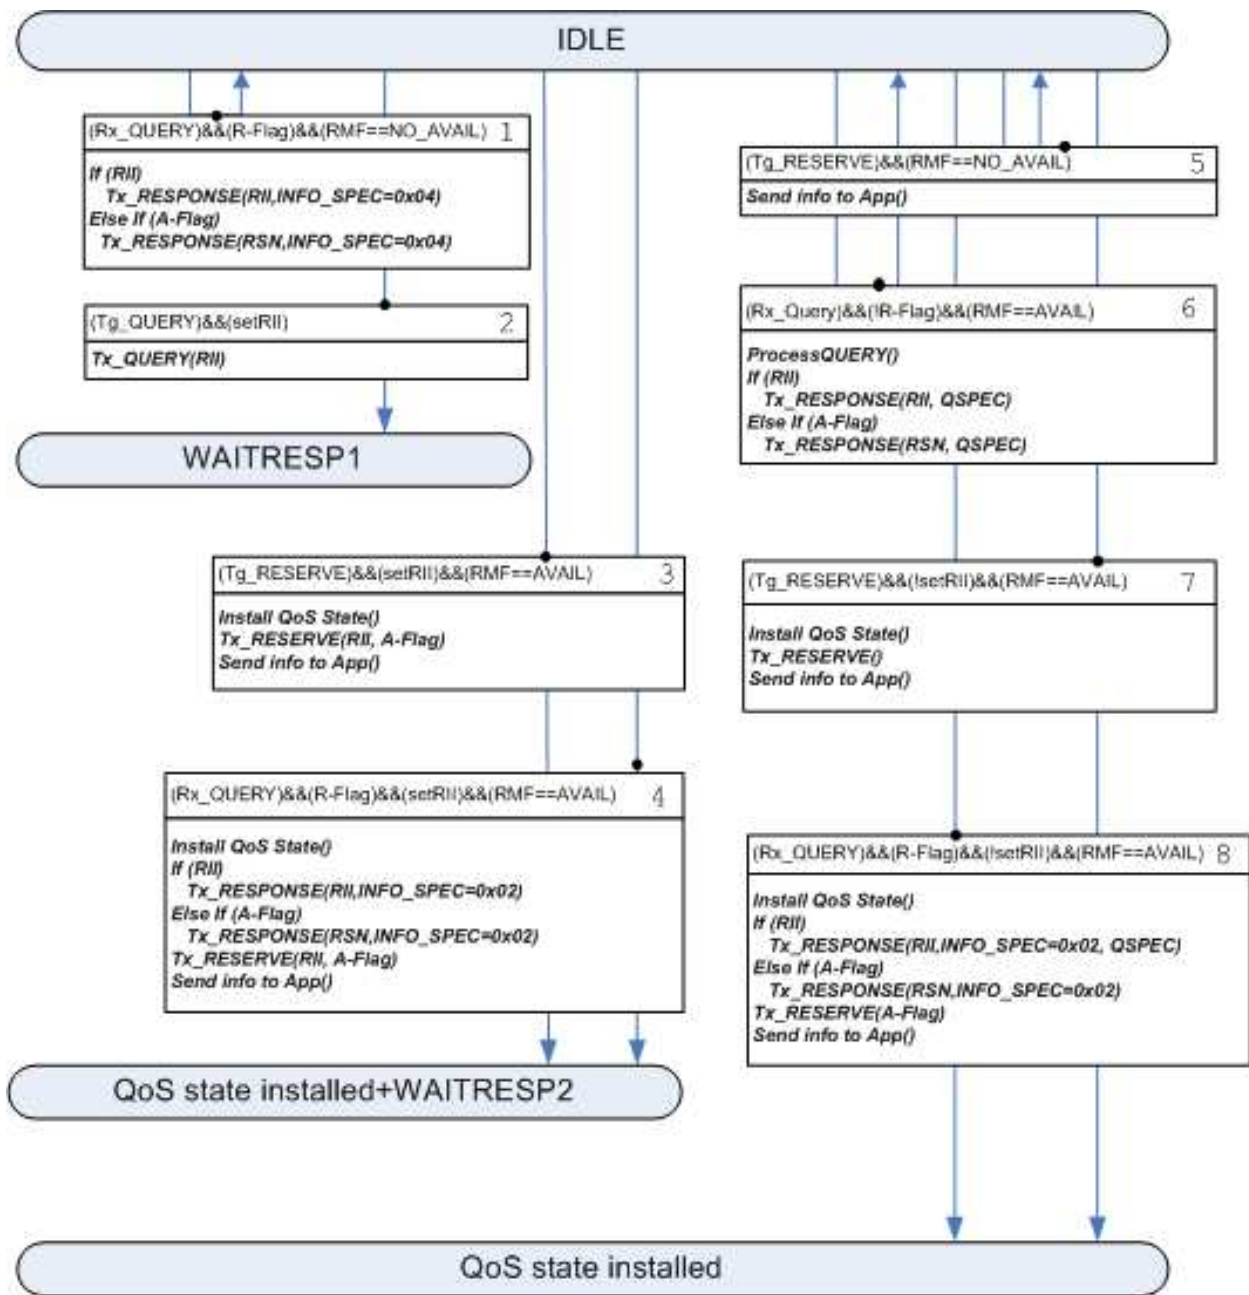 IDLE
(Rx_QUERY)&&(R-Flag)&&(RMF==NO_AVAIL) 1
If (RII)
Tx_RESPONSE(RII,INFO_SPEC=0x04)
Else If (A-Flag)
Tx_RESPONSE(RSN,INFO_SPEC=0x04)
(Tg_QUERY)&&(setRII) 2
Tx_QUERY(RII)
WAITRESP1
(Tg_RESERVE)&&(setRII)&&(RMF==AVAIL) 3
Install QoS State()
Tx_RESERVE(RII, A-Flag)
Send info to App()
(Rx_QUERY)&&(R-Flag)&&(setRII)&&(RMF==AVAIL) 4
Install QoS State()
If (RII)
Tx_RESPONSE(RII,INFO_SPEC=0x02)
Else If (A-Flag)
Tx_RESPONSE(RSN,INFO_SPEC=0x02)
Tx_RESERVE(RII, A-Flag)
Send info to App()
QoS state installed+WAITRESP2
(Tg_RESERVE)&&(RMF==NO_AVAIL) 5
Send info to App()
(Rx_Query)&&(!R-Flag)&&(RMF==AVAIL) 6
ProcessQUERY()
If (RII)
Tx_RESPONSE(RII, QSPEC)
Else If (A-Flag)
Tx_RESPONSE(RSN, QSPEC)
(Tg_RESERVE)&&(!setRII)&&(RMF==AVAIL) 7
Install QoS State()
Tx_RESERVE()
Send info to App()
(Rx_QUERY)&&(R-Flag)&&(!setRII)&&(RMF==AVAIL) 8
Install QoS State()
If (RII)
Tx_RESPONSE(RII,INFO_SPEC=0x02, QSPEC)
Else If (A-Flag)
Tx_RESPONSE(RSN,INFO_SPEC=0x02)
Tx_RESERVE(A-Flag)
Send info to App()
QoS state installed